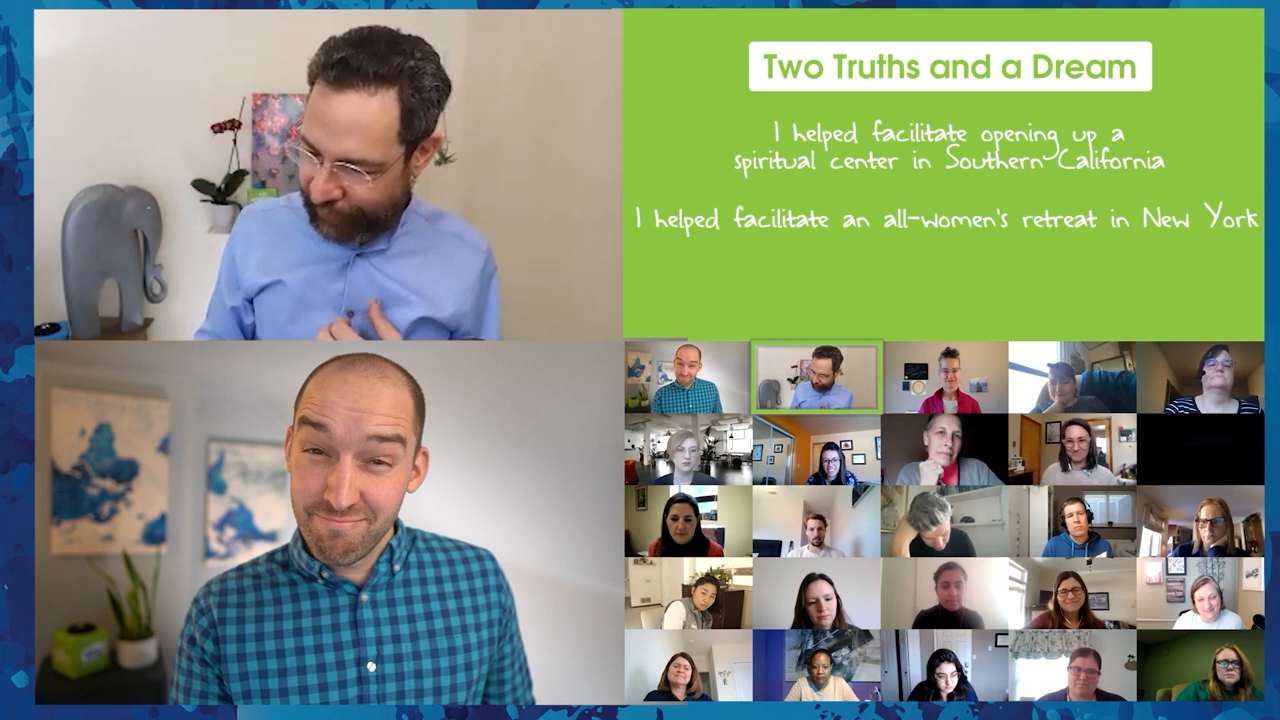 Two Truths and a Dream
I helped facilitate opening up a
spiritual center in Southern California
I helped facilitate an all-women's retreat in New York